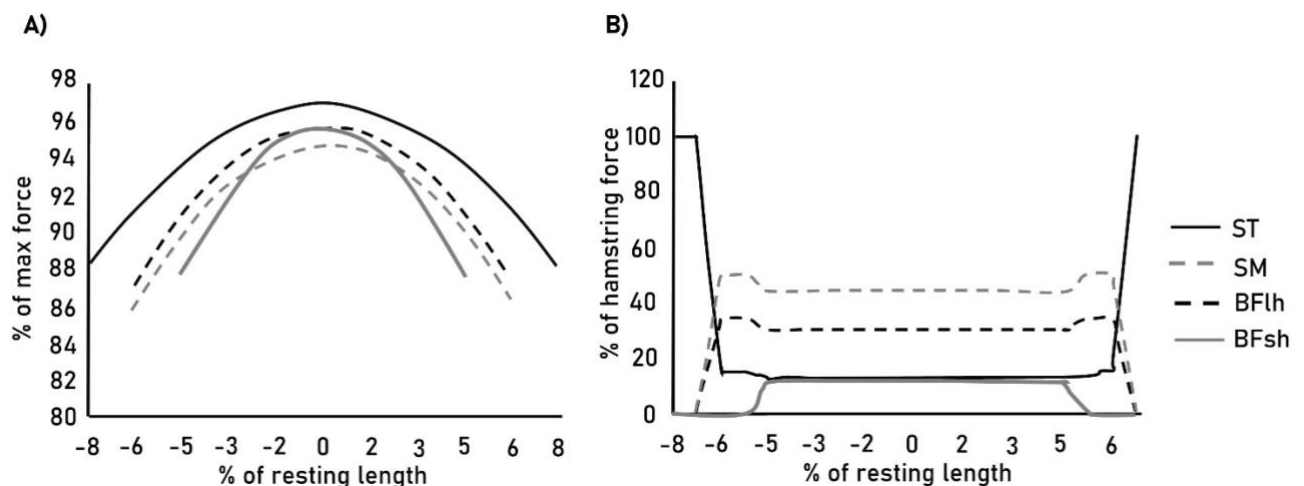 A)
% of max force
98
96
94
92
90
88
86
84
82
80
-8 -6 -5 -3 -2 0 2 3 5 6 8
% of resting length
B)
% of hamstring force
120
100
80
60
40
20
0
-8 -6 -5 -3 -2 0 2 3 5 6
% of resting length
ST
SM
BFlh
BFsh